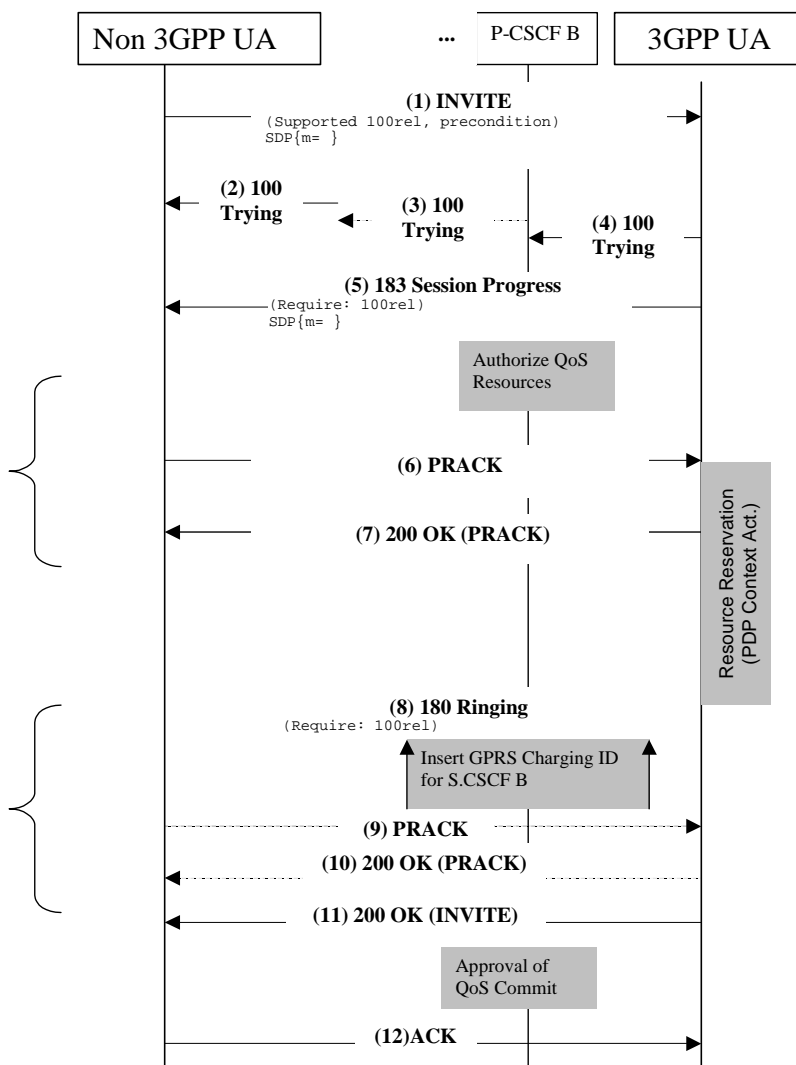 Non 3GPP UA
...
P-CSCF B
3GPP UA
(1) INVITE
(Supported 100rel, precondition)
SDP{m= }
(2) 100
Trying
(3) 100
Trying
(4) 100
Trying
(5) 183 Session Progress
(Require: 100rel)
SDP{m= }
Authorize QoS
Resources
(6) PRACK
(7) 200 OK (PRACK)
Resource Reservation
(PDP Context Act.)
(8) 180 Ringing
(Require: 100rel)
Insert GPRS Charging ID
for S.CSCF B
(9) PRACK
(10) 200 OK (PRACK)
(11) 200 OK (INVITE)
Approval of
QoS Commit
(12)ACK